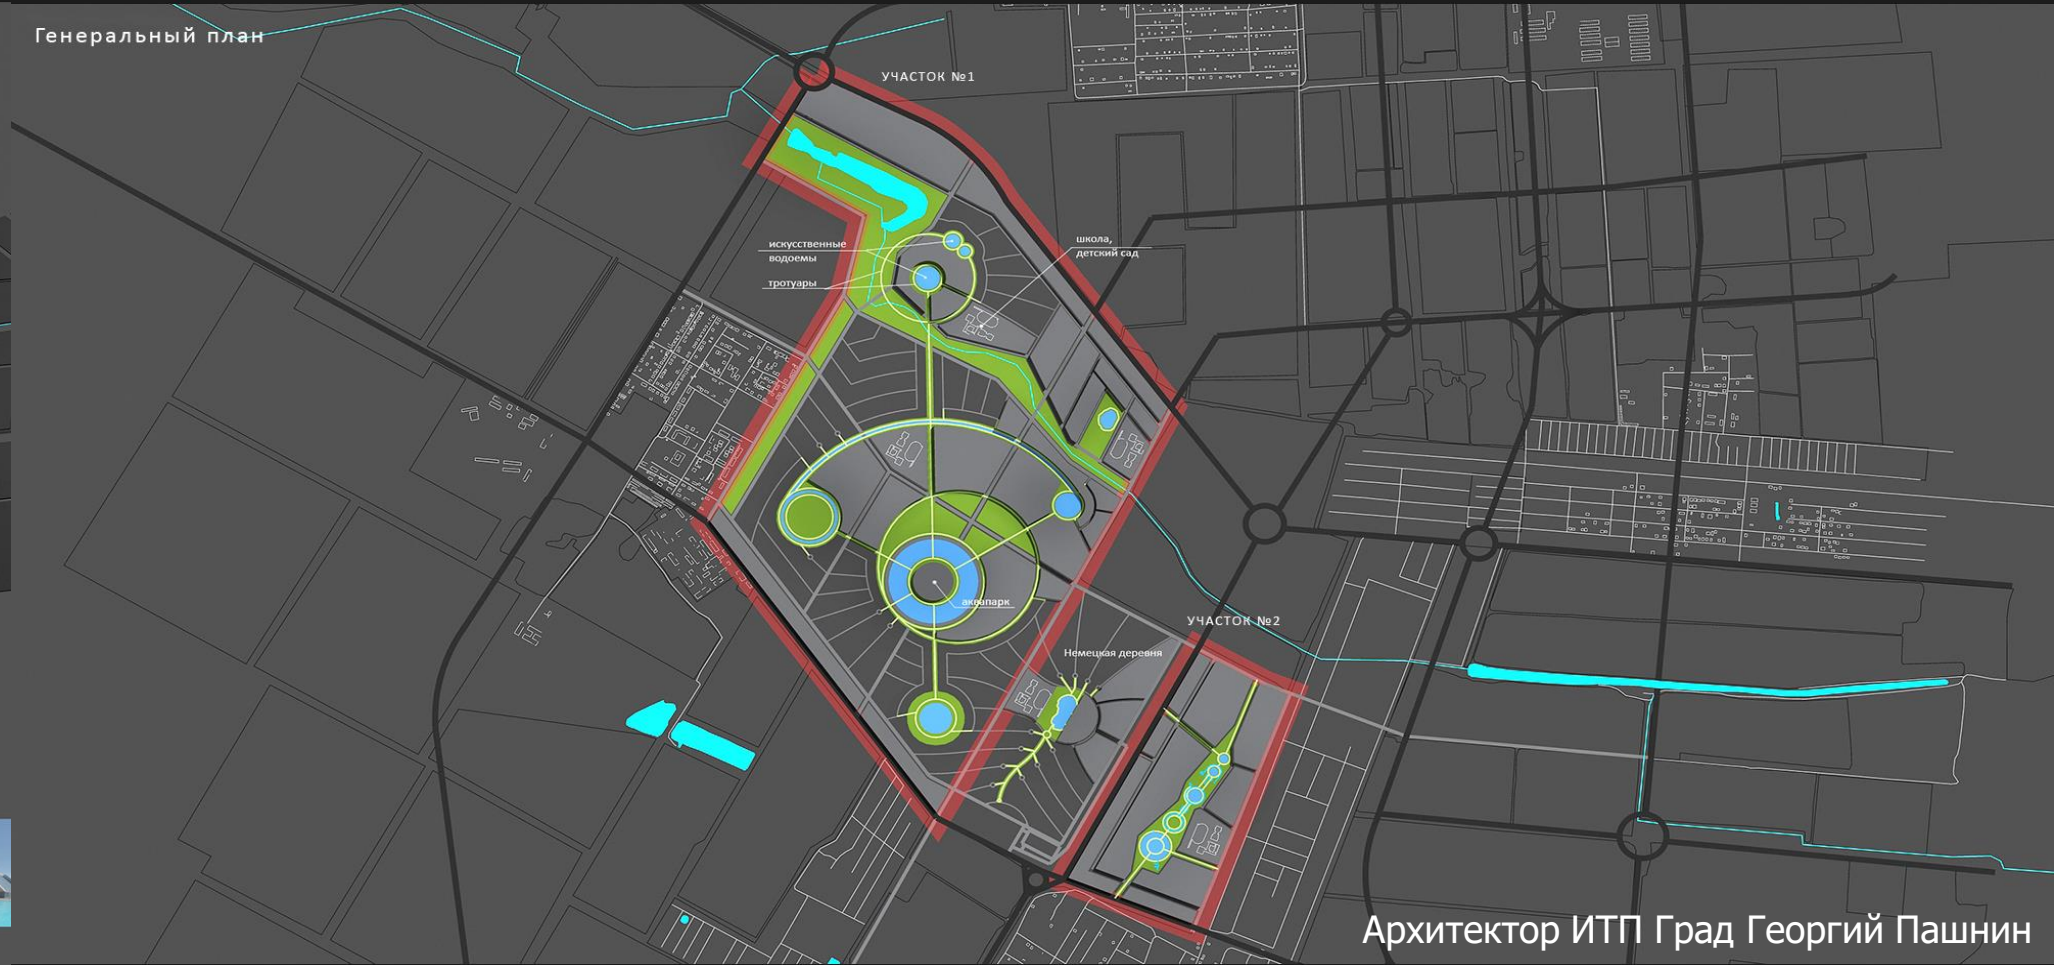 Генеральный план
УЧАСТОК №1
искусственные
водоемы
тротуары
школа,
детский сад
аквапарк
УЧАСТОК №2
Немецкая деревня
Архитектор ИТП Град Георгий Пашнин